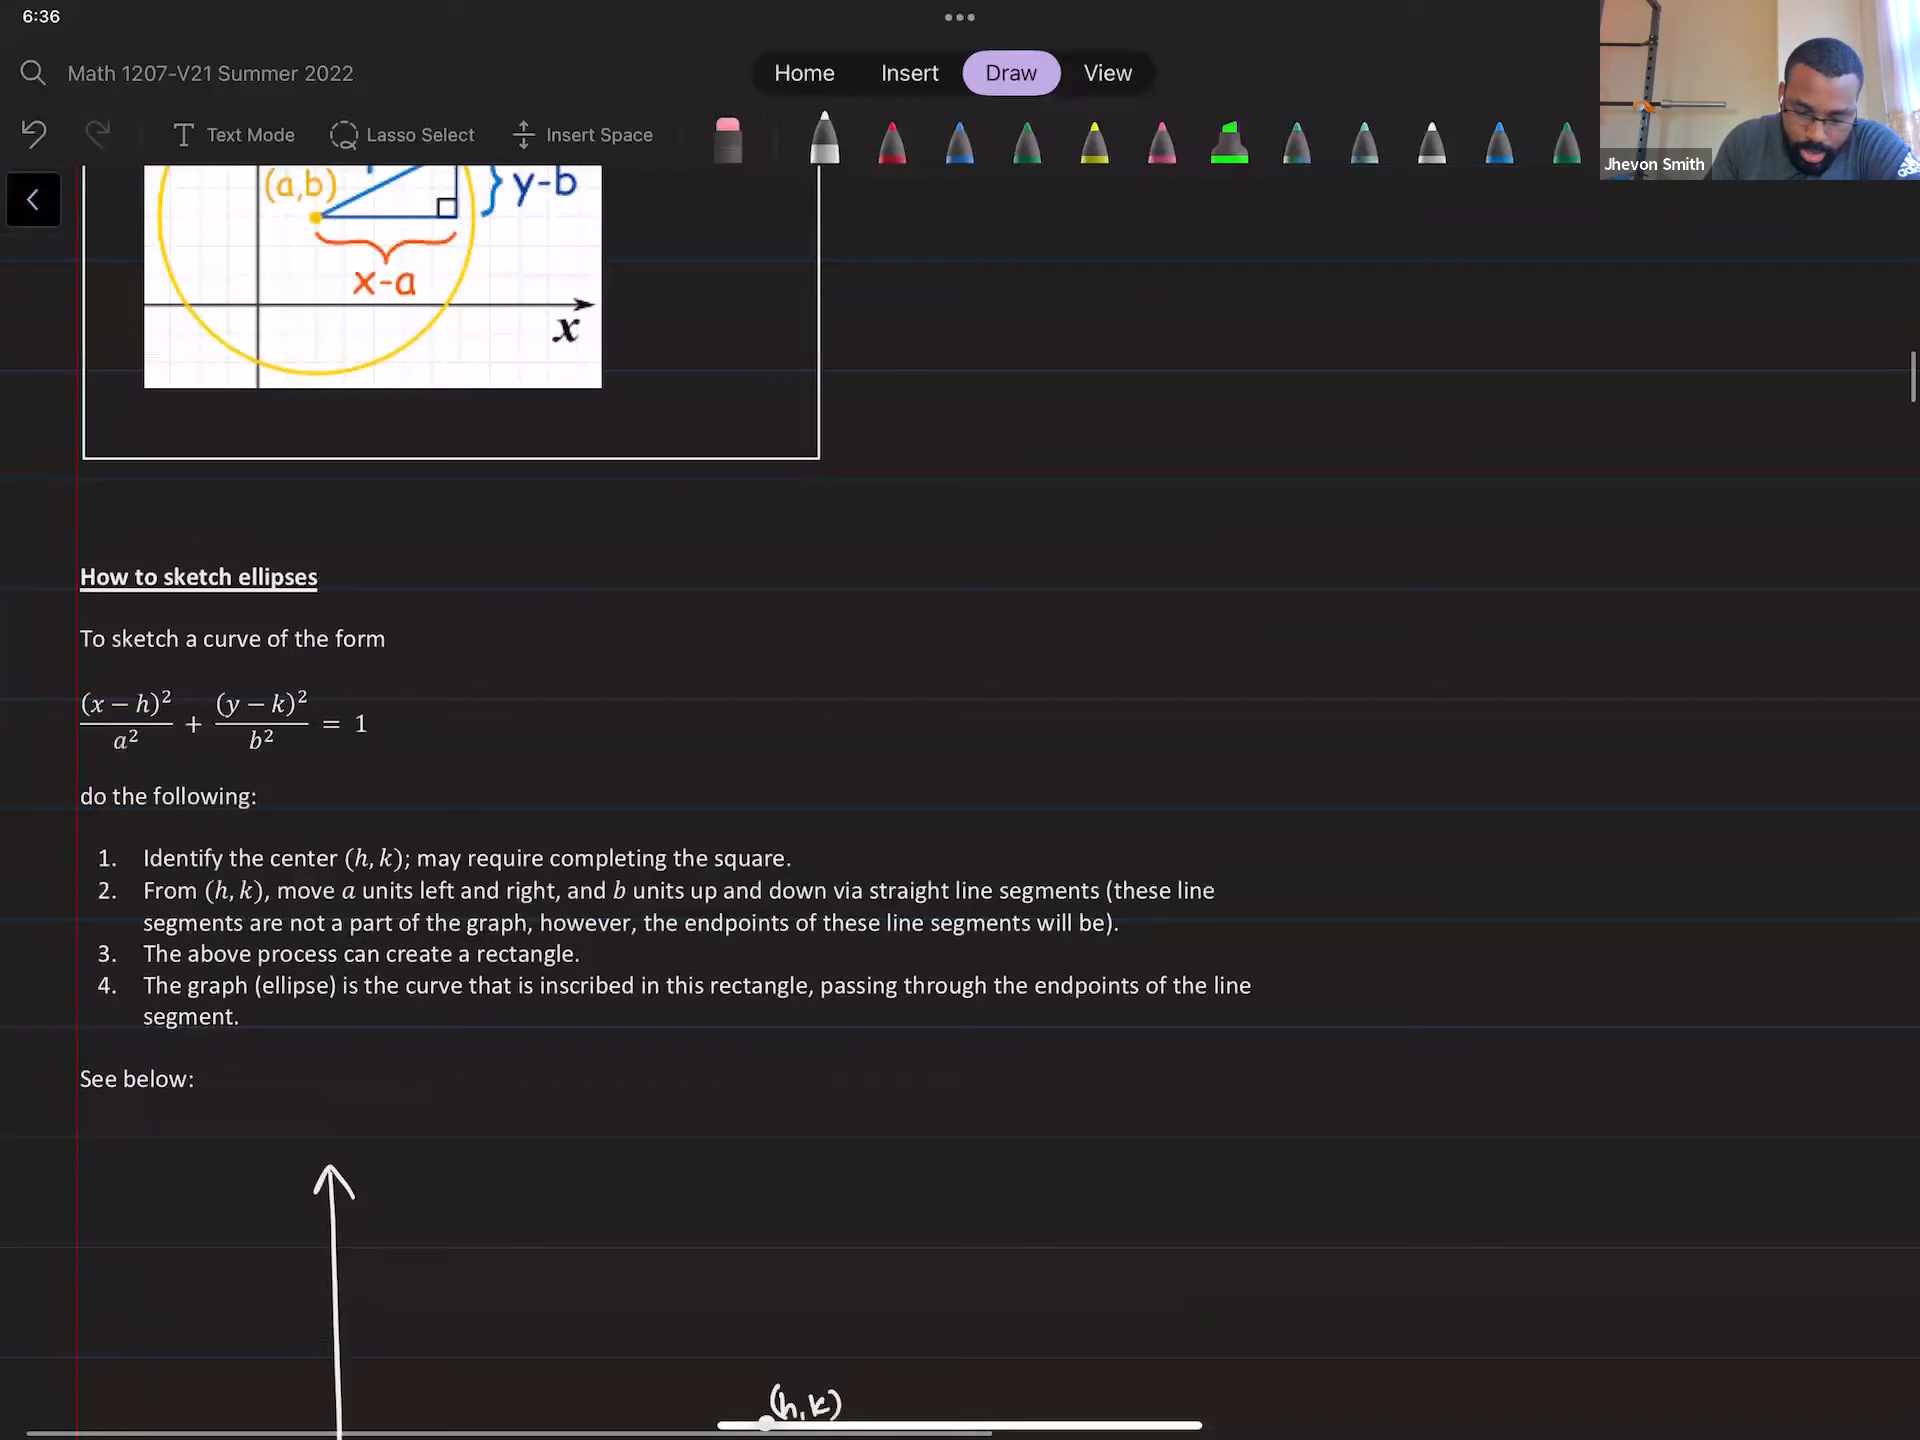 6:36
Math 1207-V21 Summer 2022
Home Insert Draw View
Text Mode Lasso Select Insert Space
Jhevon Smith
(a,b)
y-b
x-a
x
How to sketch ellipses
To sketch a curve of the form
(x − h)² / a² + (y − k)² / b² = 1
do the following:
1. Identify the center (h, k); may require completing the square.
2. From (h, k), move a units left and right, and b units up and down via straight line segments (these line
segments are not a part of the graph, however, the endpoints of these line segments will be).
3. The above process can create a rectangle.
4. The graph (ellipse) is the curve that is inscribed in this rectangle, passing through the endpoints of the line
segment.
See below:
(h,k)